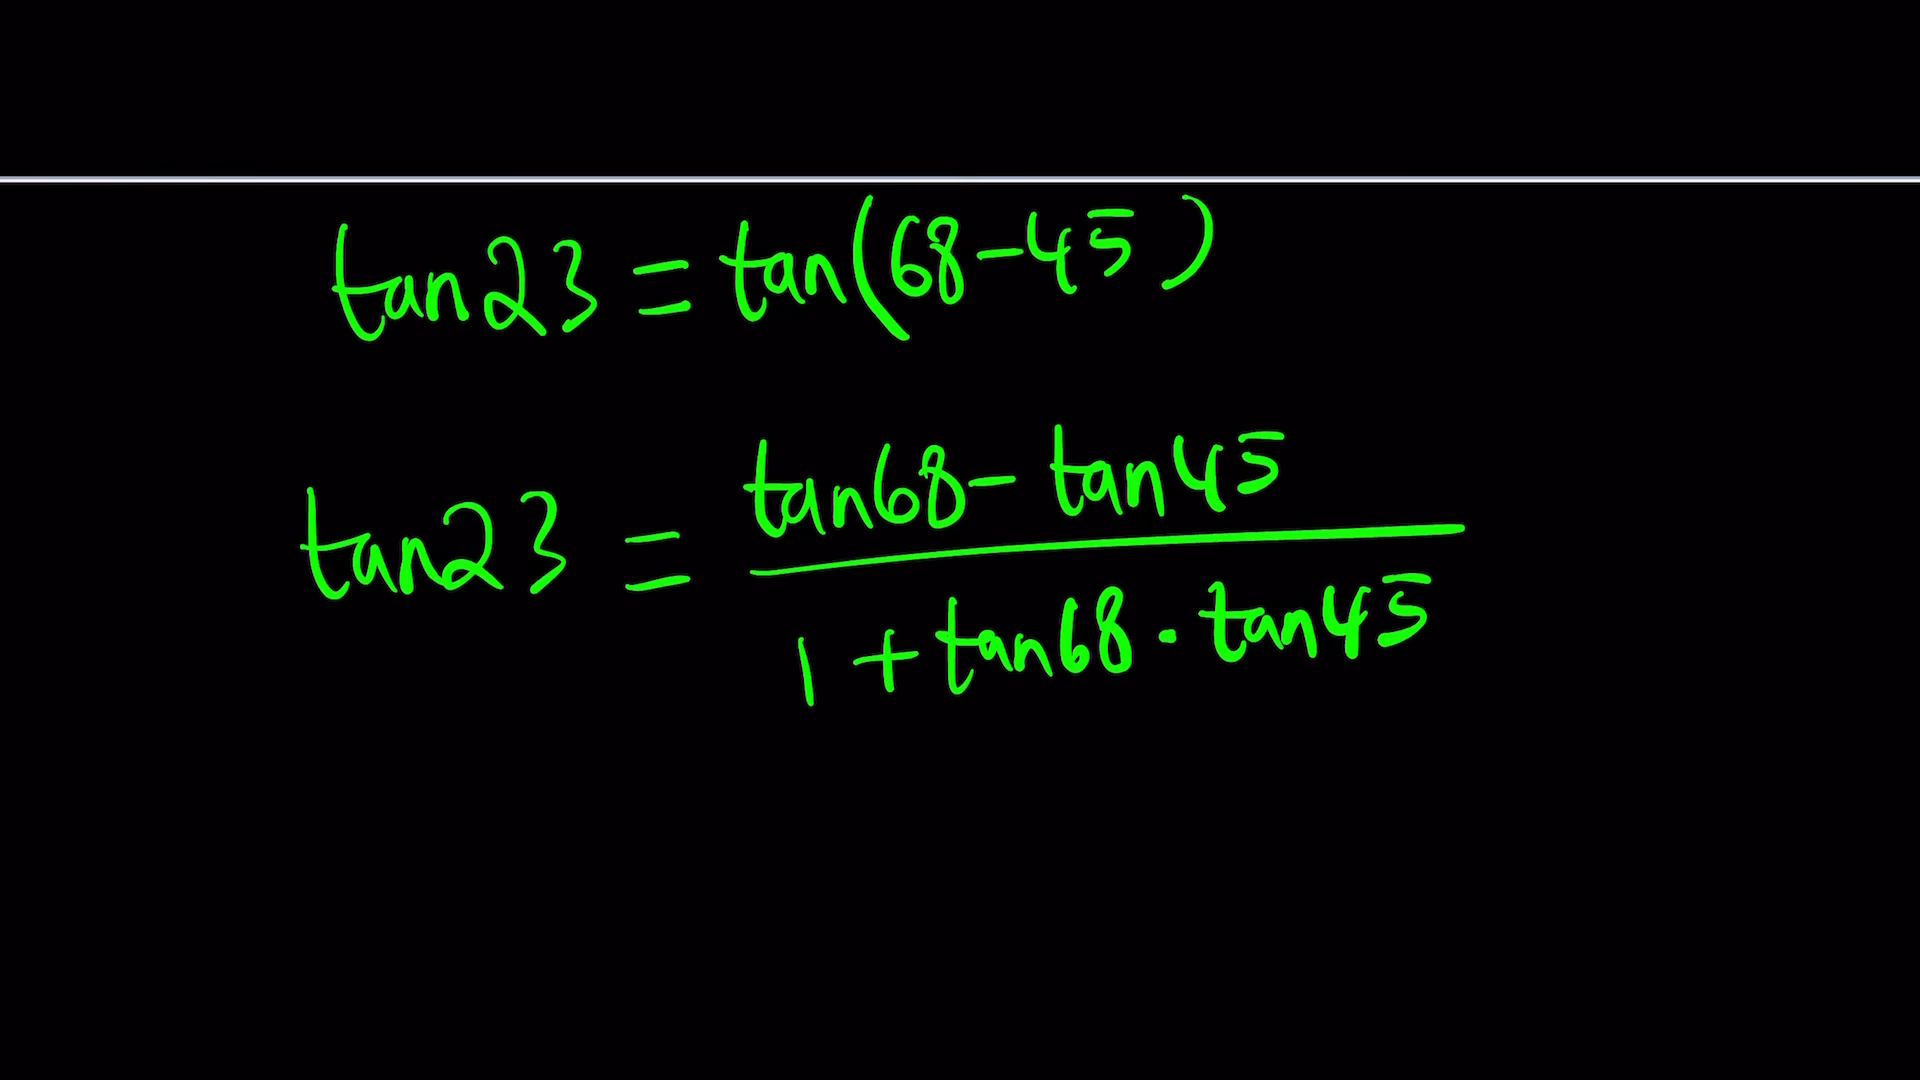 tan23 = tan(68-45)
tan23 = tan68 - tan45
1 + tan68 · tan45